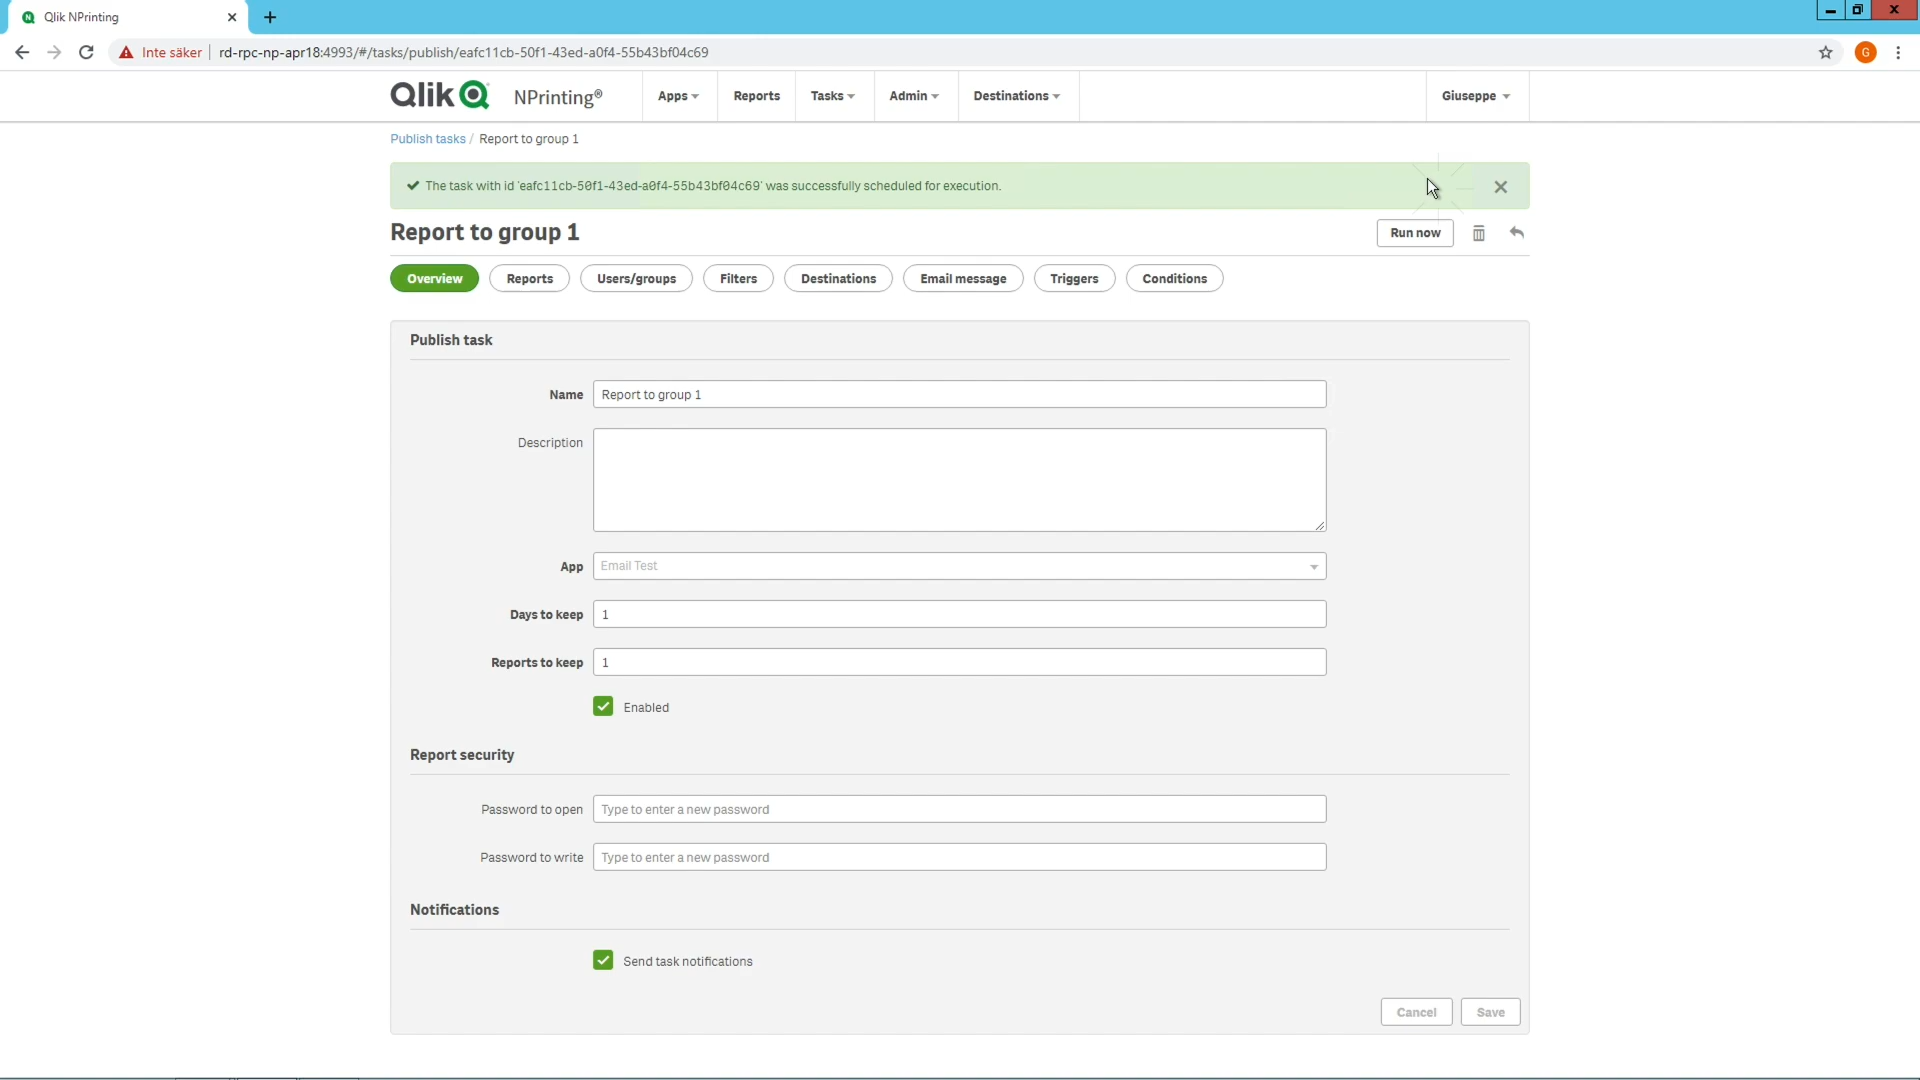 Qlik NPrinting
Inte säker
rd-rpc-np-apr18:4993/#/tasks/publish/eafc11cb-50f1-43ed-a0f4-55b43bf04c69
G
Qlik NPrinting®
Apps
Reports
Tasks
Admin
Destinations
Giuseppe
Publish tasks / Report to group 1
The task with id 'eafc11cb-50f1-43ed-a0f4-55b43bf04c69' was successfully scheduled for execution.
Report to group 1
Run now
Overview
Reports
Users/groups
Filters
Destinations
Email message
Triggers
Conditions
Publish task
Name Report to group 1
Description
App Email Test
Days to keep 1
Reports to keep 1
Enabled
Report security
Password to open Type to enter a new password
Password to write Type to enter a new password
Notifications
Send task notifications
Cancel
Save